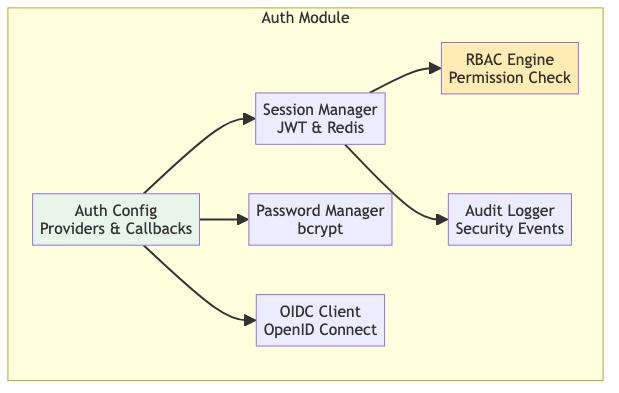 Auth Module
RBAC Engine
Permission Check
Session Manager
JWT & Redis
Auth Config
Providers & Callbacks
Password Manager
bcrypt
Audit Logger
Security Events
OIDC Client
OpenID Connect